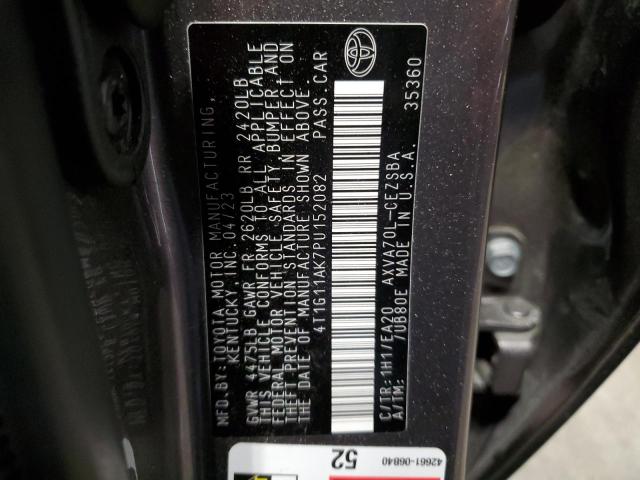 MFD.BY:TOYOTA MOTOR MANUFACTURING,
KENTUCKY, INC. 04/23
GVWR 4475LB GAWR FR 2620LB RR 2420LB
THIS VEHICLE CONFORMS TO ALL APPLICABLE
FEDERAL MOTOR VEHICLE SAFETY, BUMPER, AND
THEFT PREVENTION STANDARDS IN EFFECT ON
THE DATE OF MANUFACTURE SHOWN ABOVE.
4T1G11AK7PU152082 PASS.CAR
C/TR:1H1/EA20 AXVA70L-CEZSBA 35360
A/TM: /UB80E MADE IN U.S.A.
52
42661-06B40